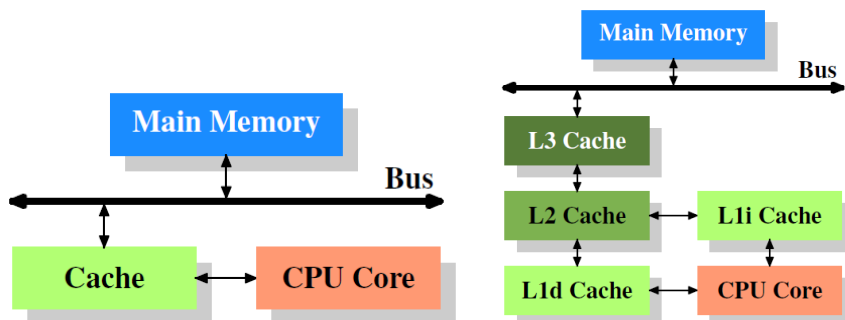 Main Memory
Bus
Cache
CPU Core
Main Memory
Bus
L3 Cache
L2 Cache
L1i Cache
L1d Cache
CPU Core